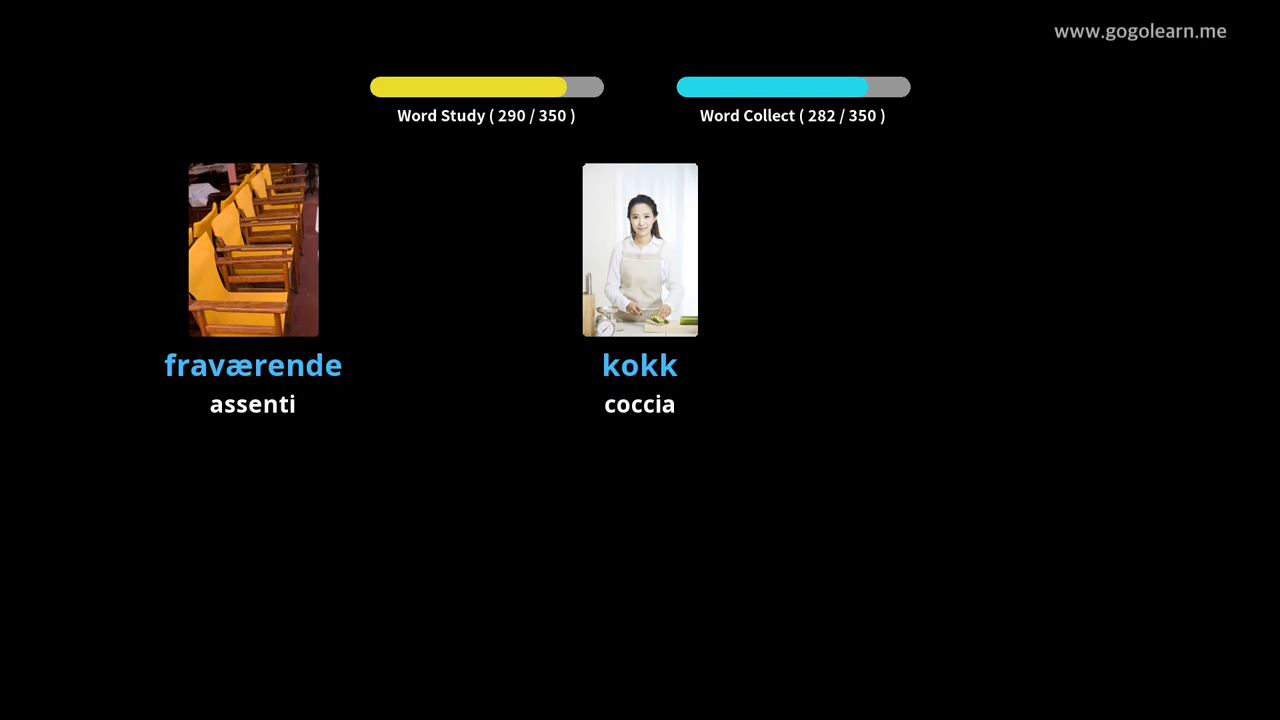 www.gogolearn.me
Word Study ( 290 / 350 )
Word Collect ( 282 / 350 )
fraværende
kokk
assenti
coccia